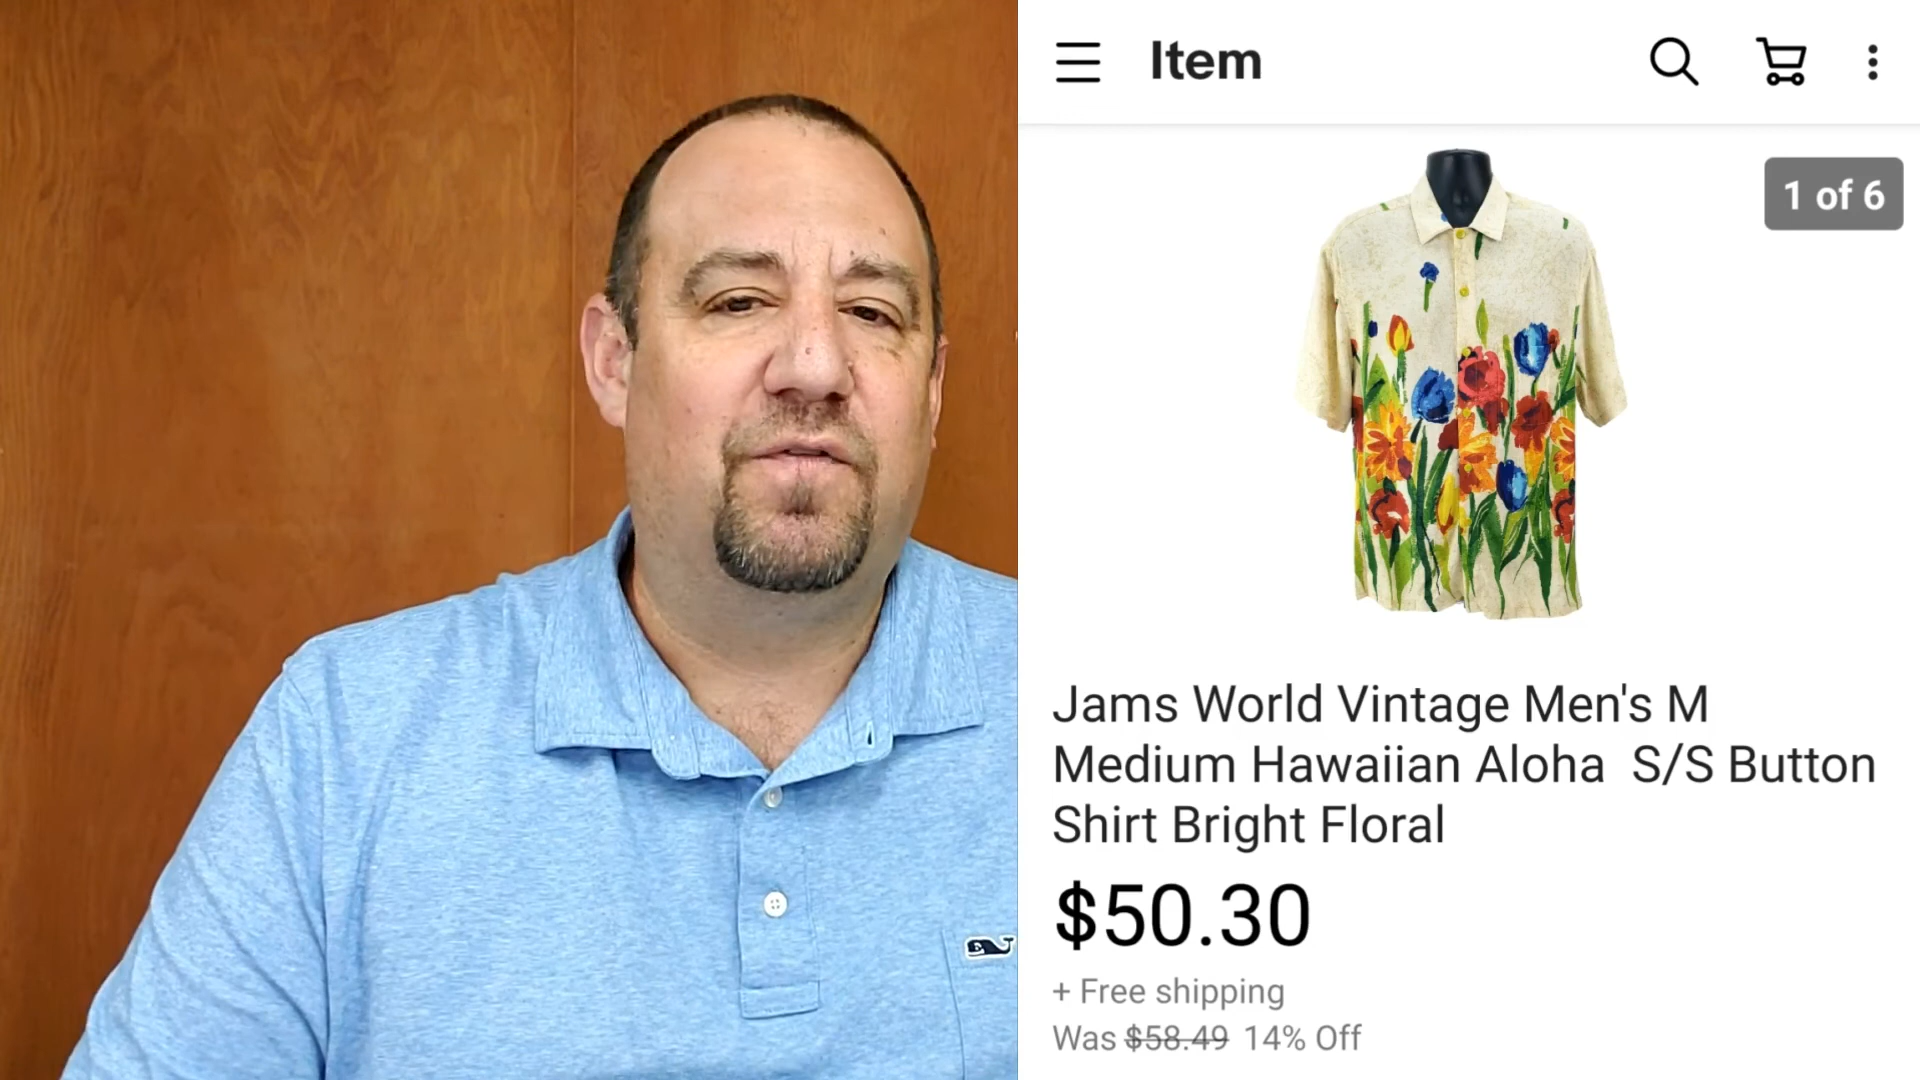 Item
1 of 6
Jams World Vintage Men's M
Medium Hawaiian Aloha  S/S Button
Shirt Bright Floral
$50.30
+ Free shipping
Was $58.49 14% Off